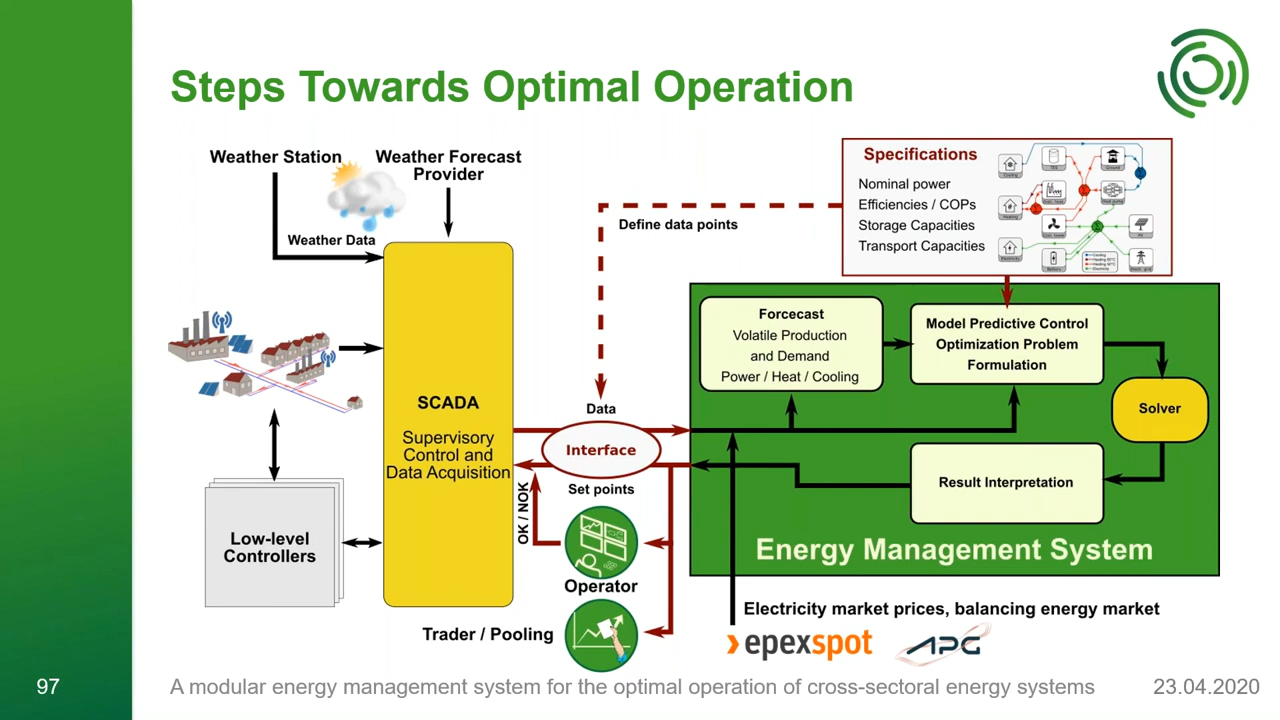 Steps Towards Optimal Operation
Weather Station
Weather Forecast
Provider
Weather Data
Specifications
Nominal power
Efficiencies / COPs
Storage Capacities
Transport Capacities
Cooling
Heating
Electricity
Battery
Define data points
Forcecast
Volatile Production
and Demand
Power / Heat / Cooling
Model Predictive Control
Optimization Problem
Formulation
Solver
Result Interpretation
Energy Management System
SCADA
Supervisory
Control and
Data Acquisition
Data
Interface
Set points
OK / NOK
Operator
Trader / Pooling
Low-level
Controllers
Electricity market prices, balancing energy market
epexspot
APG
97
A modular energy management system for the optimal operation of cross-sectoral energy systems
23.04.2020